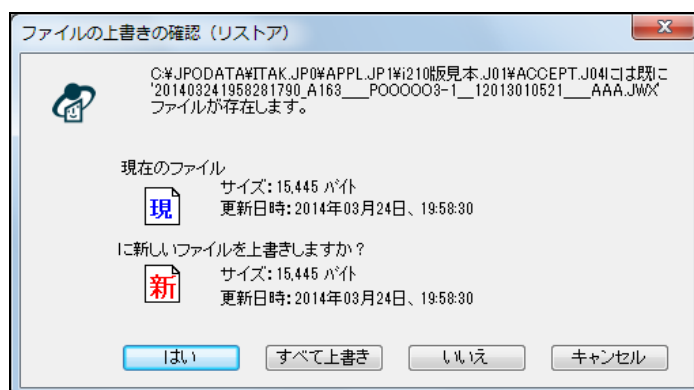 ファイルの上書きの確認（リストア）
C:¥JPODATA¥ITAK.JP0¥APPL.JP1¥i210版見本.J01¥ACCEPT.J04には既に
'201403241958281790_A163___POOOOO3-1__12013010521___AAA.JWX'
ファイルが存在します。
現在のファイル
現
サイズ: 15,445 バイト
更新日時: 2014年03月24日、19:58:30
に新しいファイルを上書きしますか？
新
サイズ: 15,445 バイト
更新日時: 2014年03月24日、19:58:30
はい すべて上書き いいえ キャンセル